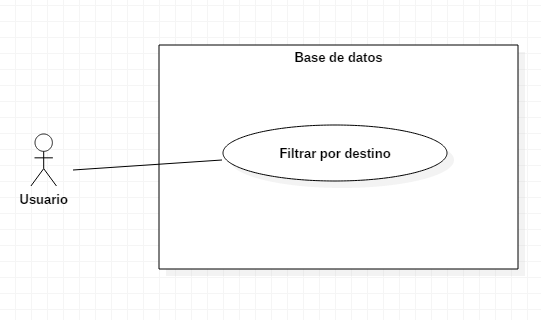 Base de datos
Filtrar por destino
Usuario